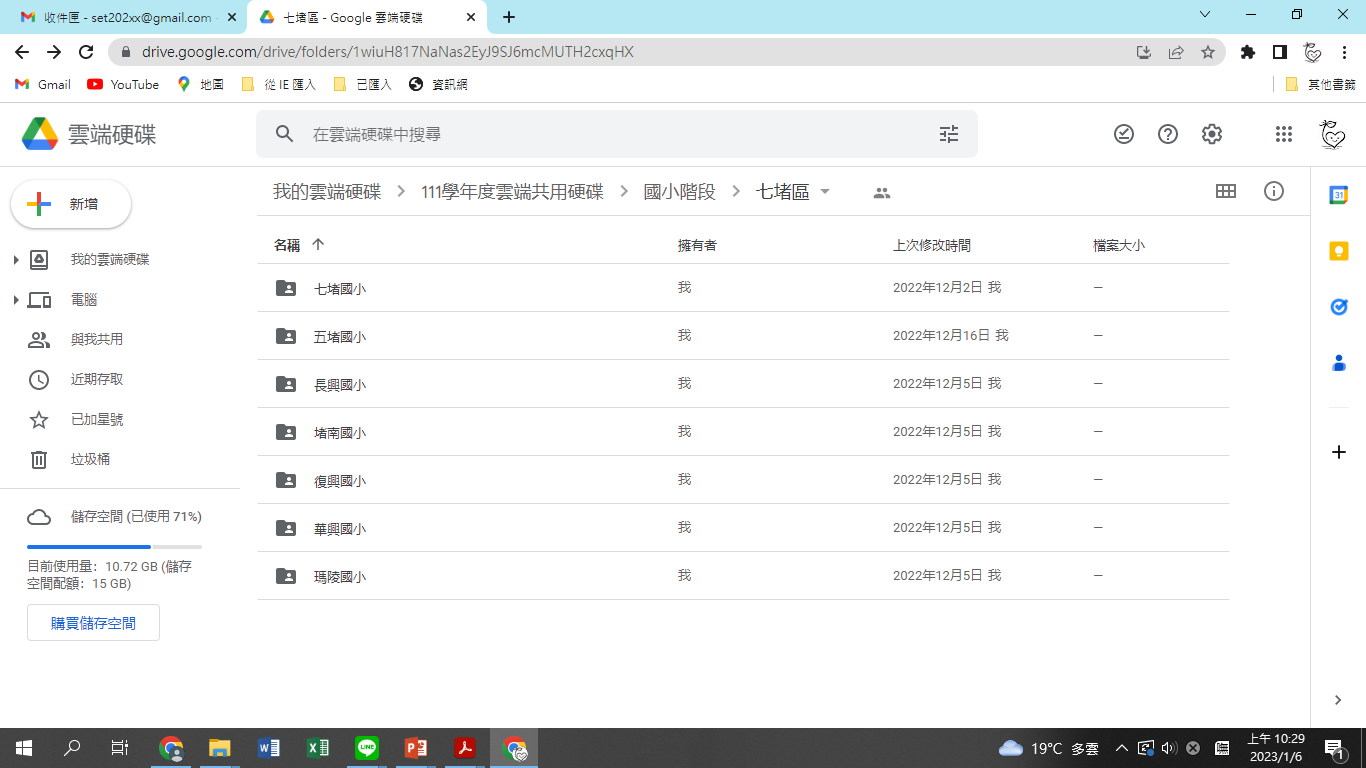 收件匣 - set202xx@gmail.com -
七堵區 - Google 雲端硬碟
drive.google.com/drive/folders/1wiuH817NaNas2EyJ9SJ6mcMUTH2cxqHX
Gmail YouTube 地圖 從 IE 匯入 已匯入 資訊網 其他書籤
雲端硬碟 在雲端硬碟中搜尋
新增
我的雲端硬碟 > 111學年度雲端共用硬碟 > 國小階段 > 七堵區
31
我的雲端硬碟
電腦
與我共用
近期存取
已加星號
垃圾桶
儲存空間 (已使用 71%)
目前使用量：10.72 GB (儲存
空間配額：15 GB)
購買儲存空間
名稱 擁有者 上次修改時間 檔案大小
七堵國小 我 2022年12月2日 我 —
五堵國小 我 2022年12月16日 我 —
長興國小 我 2022年12月5日 我 —
堵南國小 我 2022年12月5日 我 —
復興國小 我 2022年12月5日 我 —
華興國小 我 2022年12月5日 我 —
瑪陵國小 我 2022年12月5日 我 —
LINE
19°C 多雲
上午 10:29
2023/1/6
1